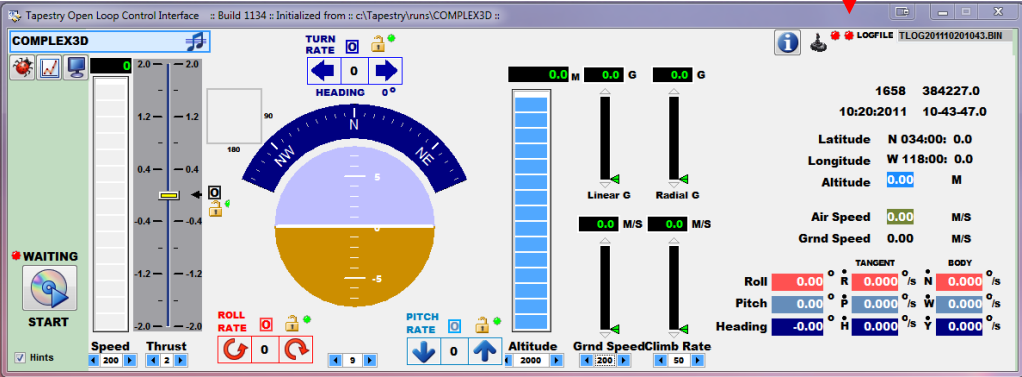 Tapestry Open Loop Control Interface :: Build 1134 :: Initialized from :: c:\Tapestry\runs\COMPLEX3D ::
COMPLEX3D
TURN RATE 0
0
HEADING 0°
LOGFILE TLOG201110201043.BIN
1658 384227.0
10:20:2011 10-43-47.0
Latitude N 034:00: 0.0
Longitude W 118:00: 0.0
Altitude 0.00 M
Air Speed 0.00 M/S
Grnd Speed 0.00 M/S
TANGENT BODY
Roll 0.00 ° R 0.000 °/s N 0.000 °/s
Pitch 0.00 ° P 0.000 °/s W 0.000 °/s
Heading -0.00 ° H 0.000 °/s Y 0.000 °/s
0
2.0 2.0
1.2 1.2
0.4 0.4
-0.4 -0.4
-1.2 -1.2
-2.0 -2.0
0
90
180
NW N NE
5
0
-5
0.0 M
0.0 G
0.0 G
Linear G Radial G
0.0 M/S
0.0 M/S
WAITING
START
Hints
Speed
200
Thrust
2
ROLL RATE 0
0
9
PITCH RATE 0
0
Altitude
2000
Grnd Speed
200
Climb Rate
50